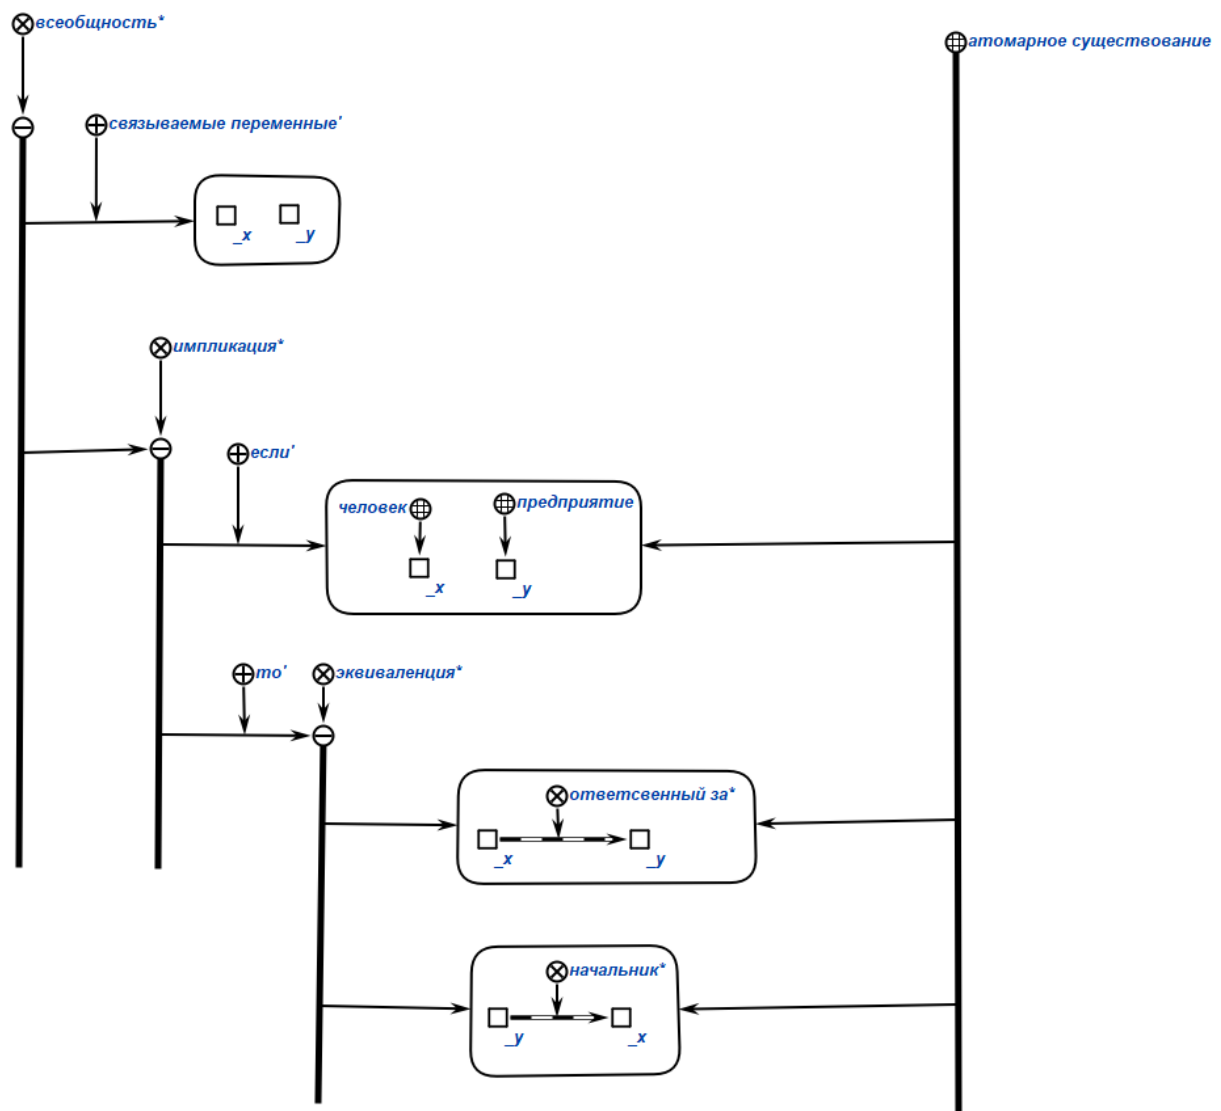 всеобщность*
атомарное существование
связываемые переменные'
_x _y
импликация*
если'
человек предприятие
_x _y
то' эквиваленция*
ответсвенный за*
_x _y
начальник*
_y _x